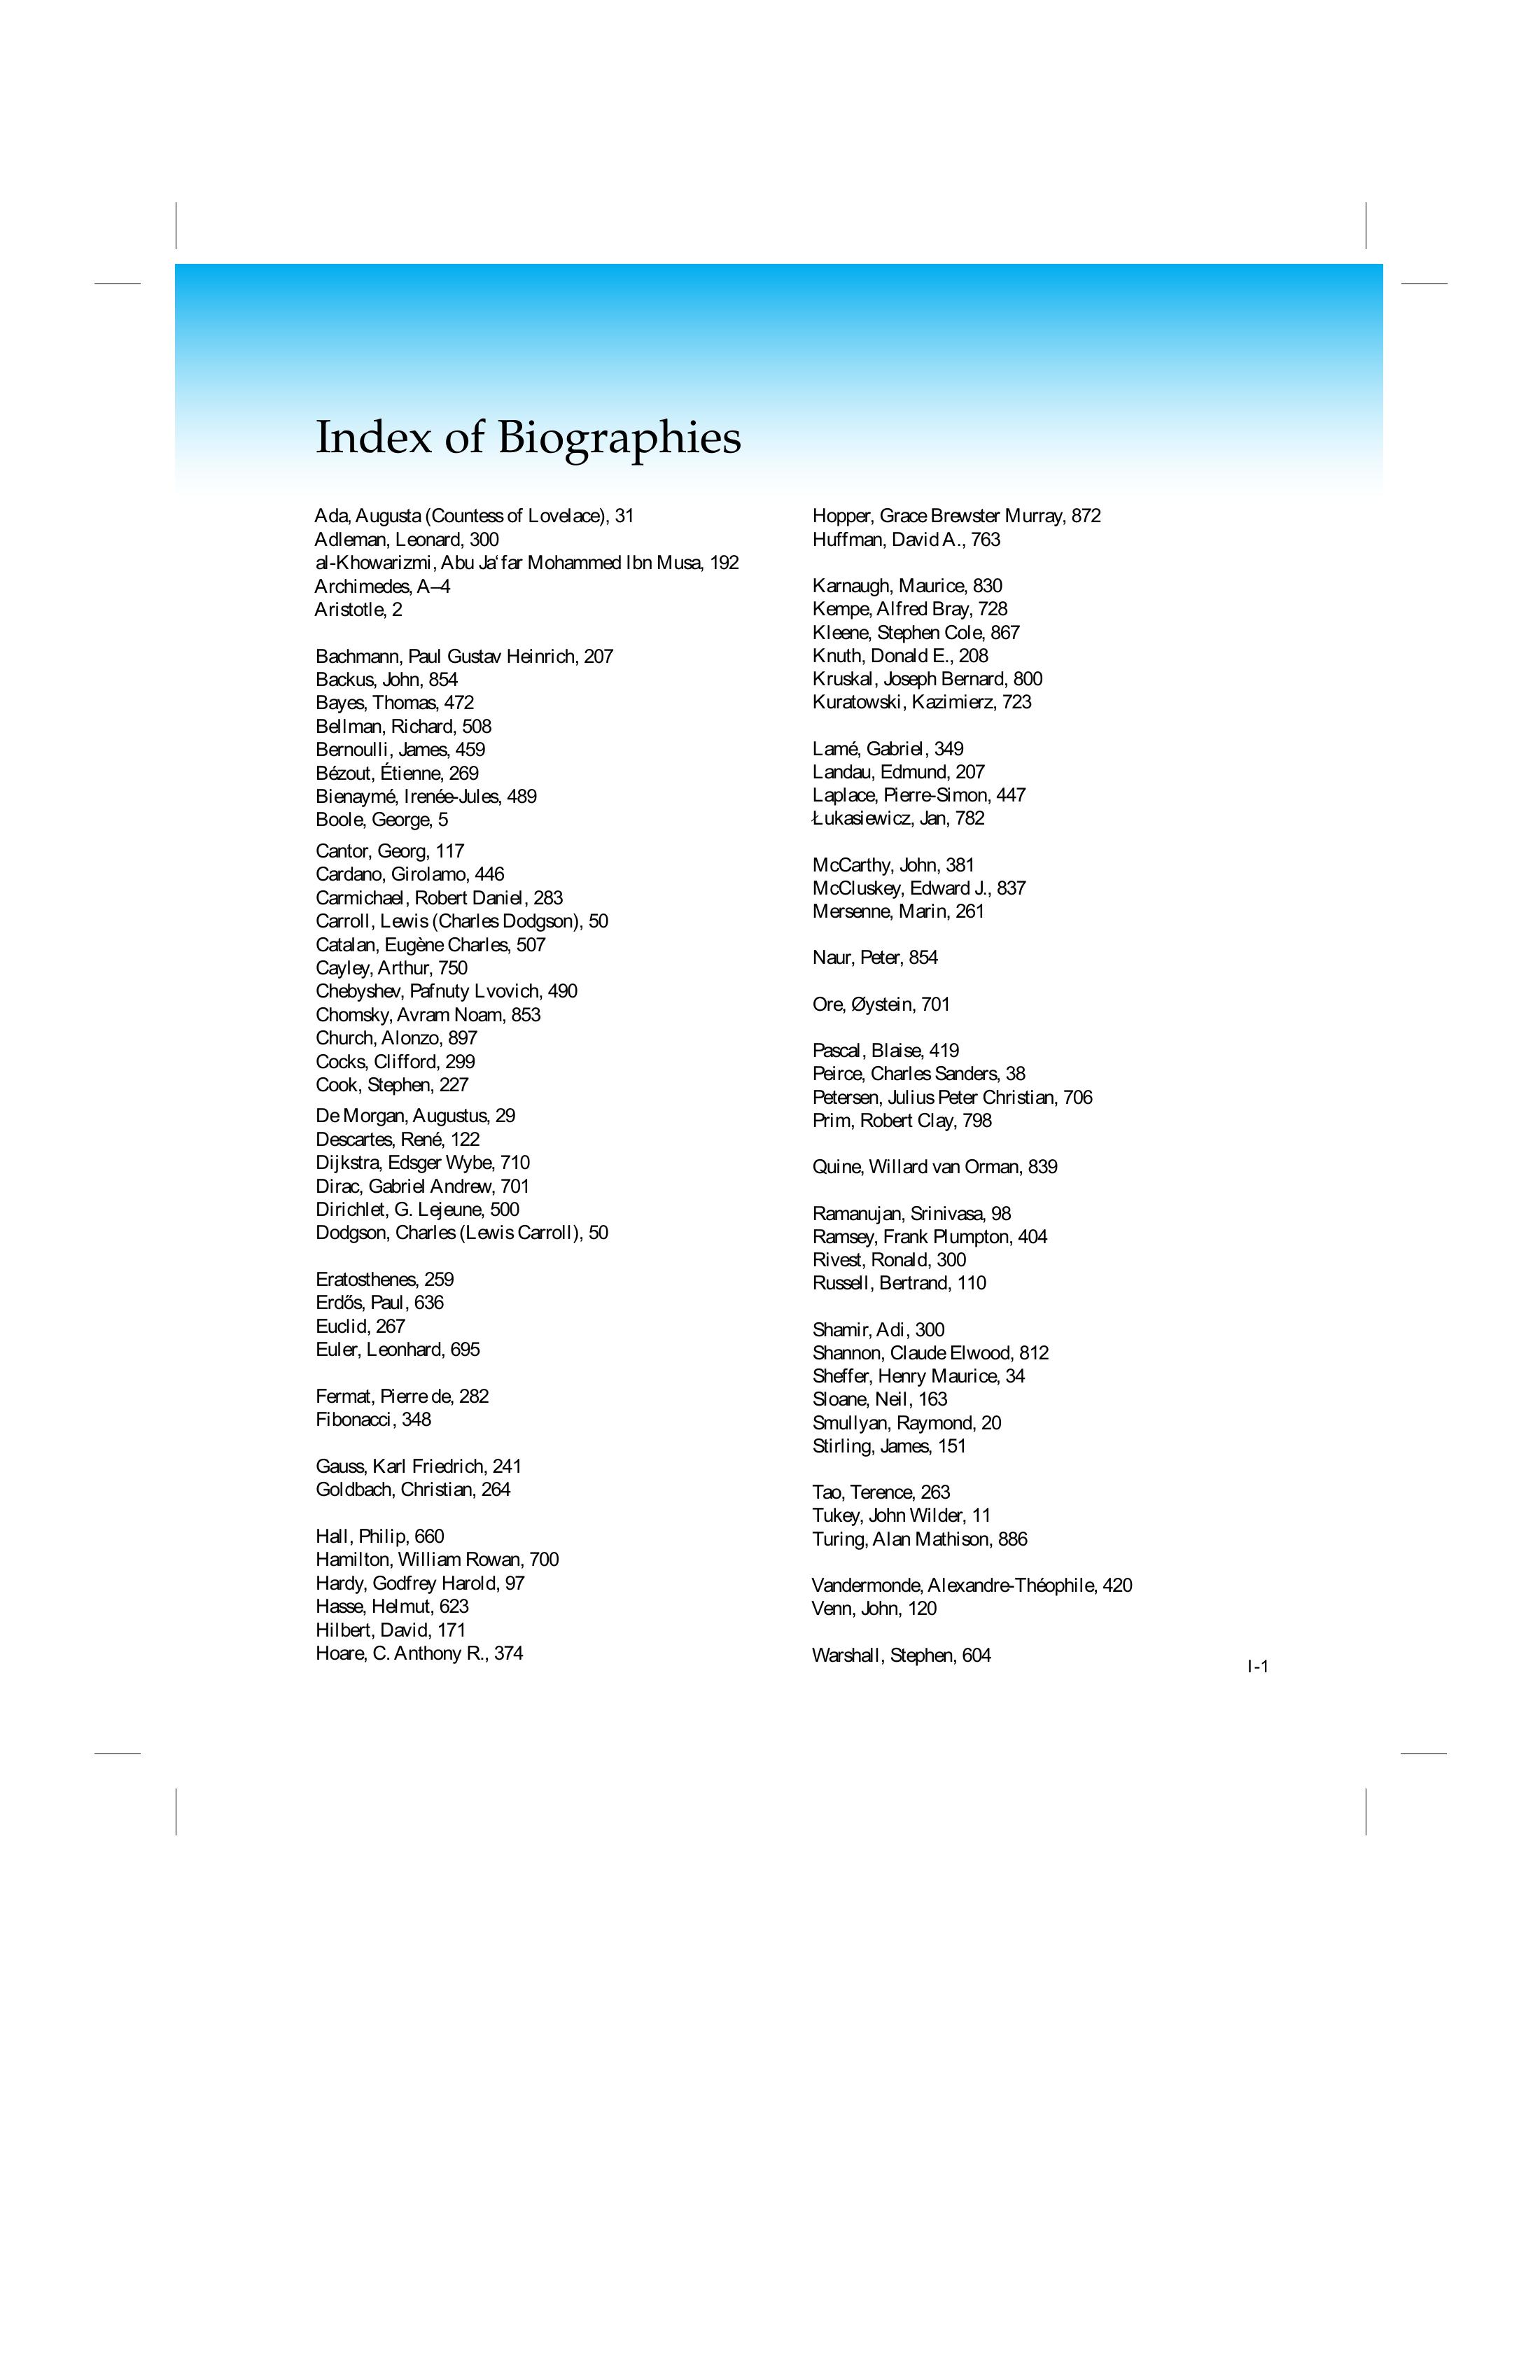 Index of Biographies
Ada, Augusta (Countess of Lovelace), 31
Adleman, Leonard, 300
al-Khowarizmi, Abu Ja‘far Mohammed Ibn Musa, 192
Archimedes, A–4
Aristotle, 2
Bachmann, Paul Gustav Heinrich, 207
Backus, John, 854
Bayes, Thomas, 472
Bellman, Richard, 508
Bernoulli, James, 459
Bézout, Étienne, 269
Bienaymé, Irenée-Jules, 489
Boole, George, 5
Cantor, Georg, 117
Cardano, Girolamo, 446
Carmichael, Robert Daniel, 283
Carroll, Lewis (Charles Dodgson), 50
Catalan, Eugène Charles, 507
Cayley, Arthur, 750
Chebyshev, Pafnuty Lvovich, 490
Chomsky, Avram Noam, 853
Church, Alonzo, 897
Cocks, Clifford, 299
Cook, Stephen, 227
De Morgan, Augustus, 29
Descartes, René, 122
Dijkstra, Edsger Wybe, 710
Dirac, Gabriel Andrew, 701
Dirichlet, G. Lejeune, 500
Dodgson, Charles (Lewis Carroll), 50
Eratosthenes, 259
Erdős, Paul, 636
Euclid, 267
Euler, Leonhard, 695
Fermat, Pierre de, 282
Fibonacci, 348
Gauss, Karl Friedrich, 241
Goldbach, Christian, 264
Hall, Philip, 660
Hamilton, William Rowan, 700
Hardy, Godfrey Harold, 97
Hasse, Helmut, 623
Hilbert, David, 171
Hoare, C. Anthony R., 374
Hopper, Grace Brewster Murray, 872
Huffman, David A., 763
Karnaugh, Maurice, 830
Kempe, Alfred Bray, 728
Kleene, Stephen Cole, 867
Knuth, Donald E., 208
Kruskal, Joseph Bernard, 800
Kuratowski, Kazimierz, 723
Lamé, Gabriel, 349
Landau, Edmund, 207
Laplace, Pierre-Simon, 447
Łukasiewicz, Jan, 782
McCarthy, John, 381
McCluskey, Edward J., 837
Mersenne, Marin, 261
Naur, Peter, 854
Ore, Øystein, 701
Pascal, Blaise, 419
Peirce, Charles Sanders, 38
Petersen, Julius Peter Christian, 706
Prim, Robert Clay, 798
Quine, Willard van Orman, 839
Ramanujan, Srinivasa, 98
Ramsey, Frank Plumpton, 404
Rivest, Ronald, 300
Russell, Bertrand, 110
Shamir, Adi, 300
Shannon, Claude Elwood, 812
Sheffer, Henry Maurice, 34
Sloane, Neil, 163
Smullyan, Raymond, 20
Stirling, James, 151
Tao, Terence, 263
Tukey, John Wilder, 11
Turing, Alan Mathison, 886
Vandermonde, Alexandre-Théophile, 420
Venn, John, 120
Warshall, Stephen, 604
I-1